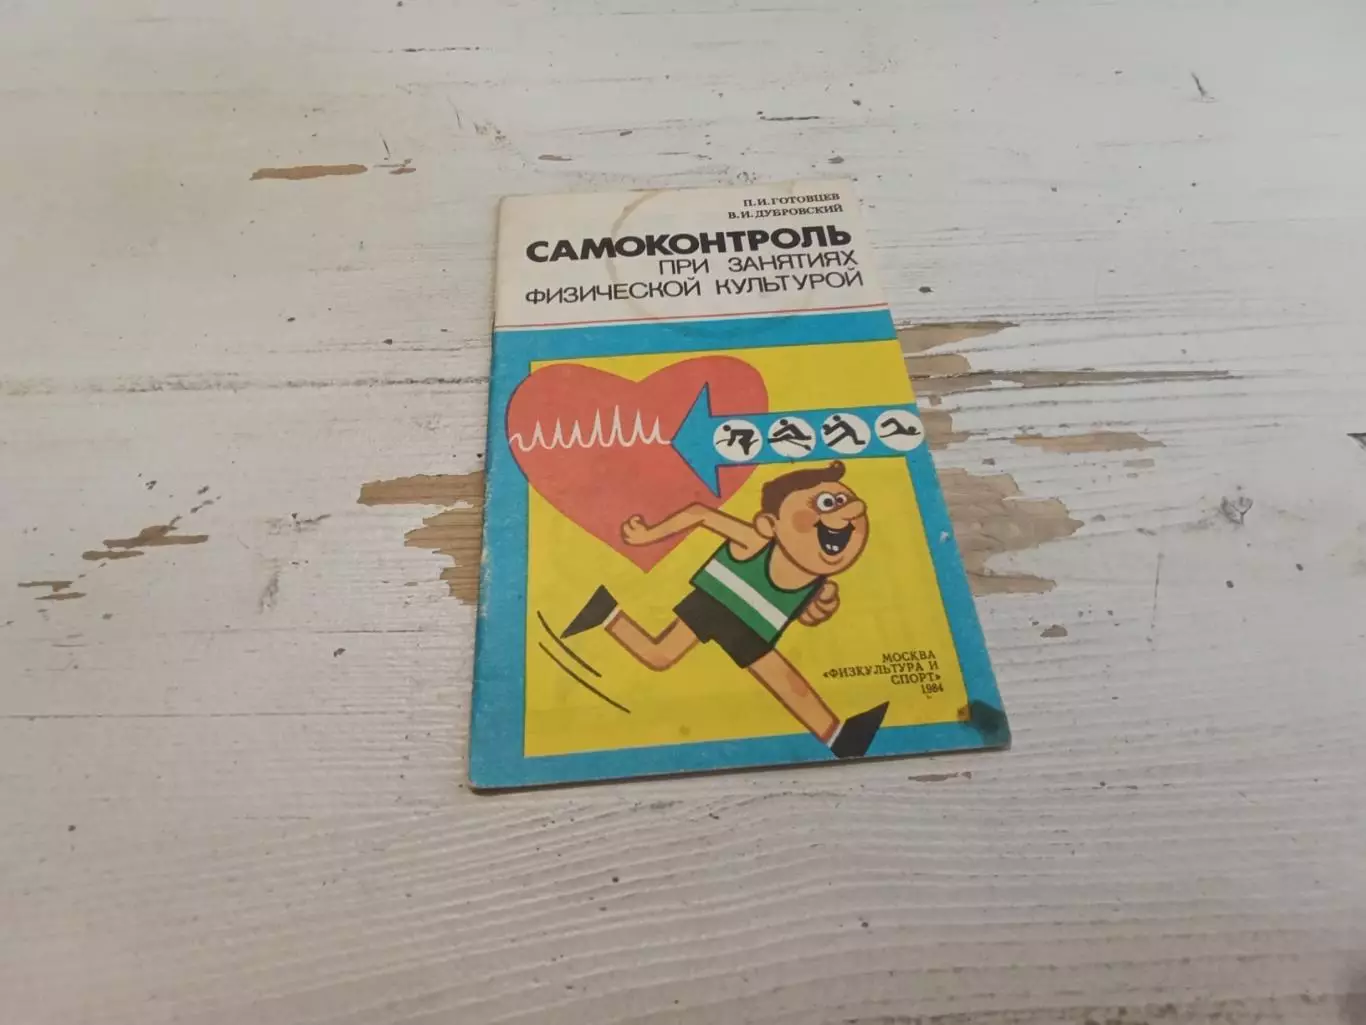 П.И.ГОТОВЦЕВ
В.И.ДУБРОВСКИЙ
САМОКОНТРОЛЬ
ПРИ ЗАНЯТИЯХ
ФИЗИЧЕСКОЙ КУЛЬТУРОЙ
МОСКВА
«ФИЗКУЛЬТУРА И
СПОРТ»
1984